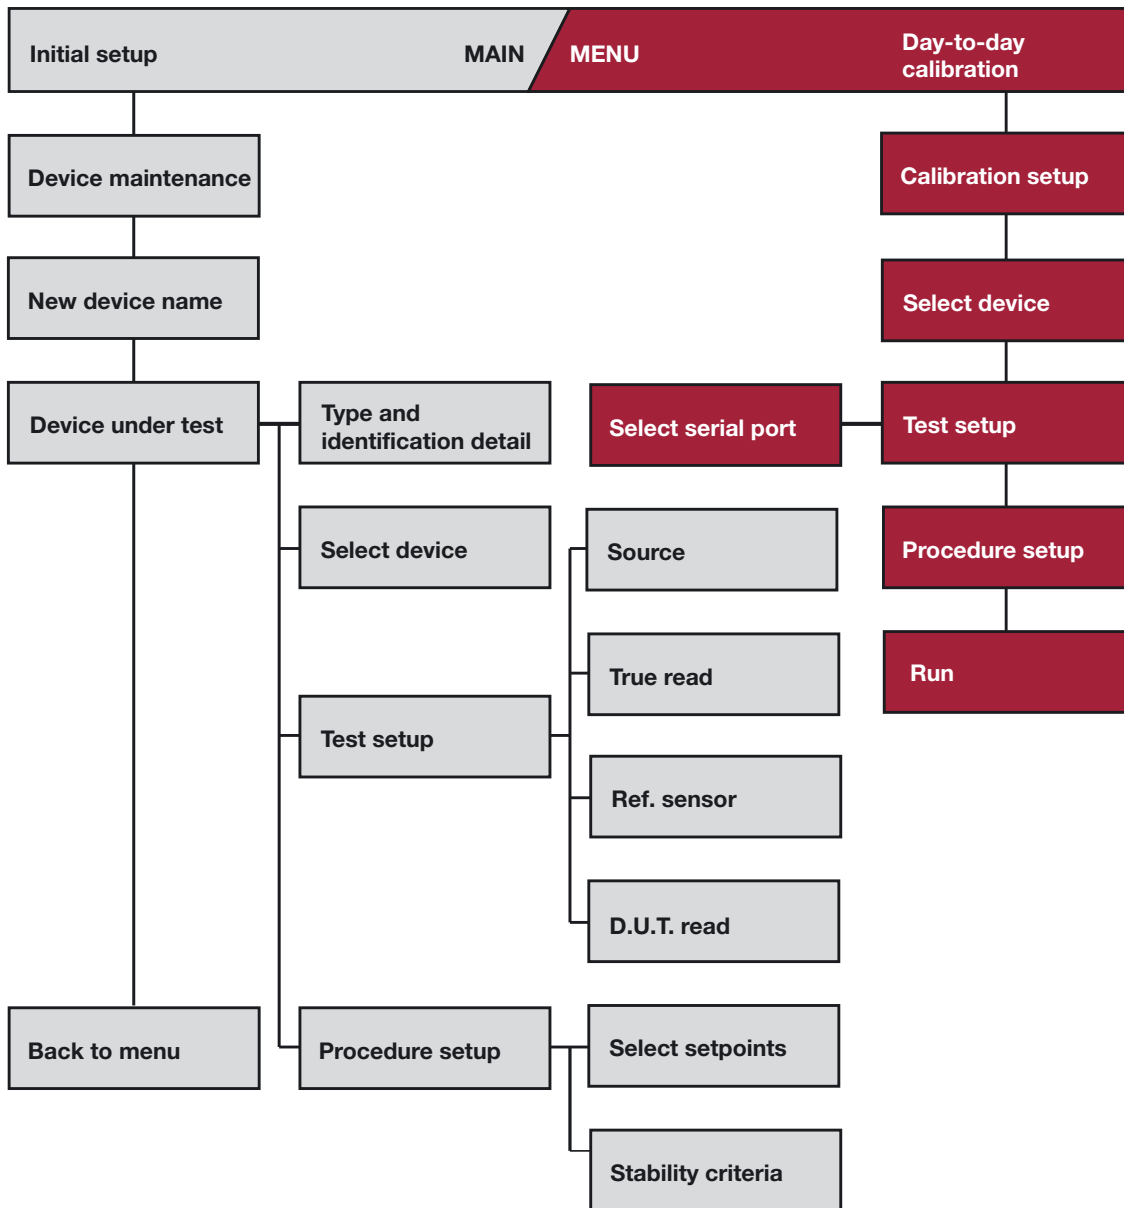 Initial setup
MAIN MENU
Day-to-day
calibration
Device maintenance
Calibration setup
New device name
Select device
Device under test
Type and
identification detail
Select serial port
Test setup
Select device
Source
Procedure setup
True read
Run
Test setup
Ref. sensor
D.U.T. read
Back to menu
Procedure setup
Select setpoints
Stability criteria